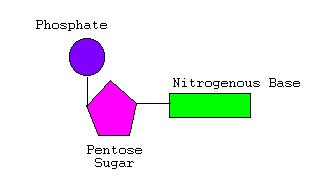 Phosphate
Nitrogenous Base
Pentose
Sugar